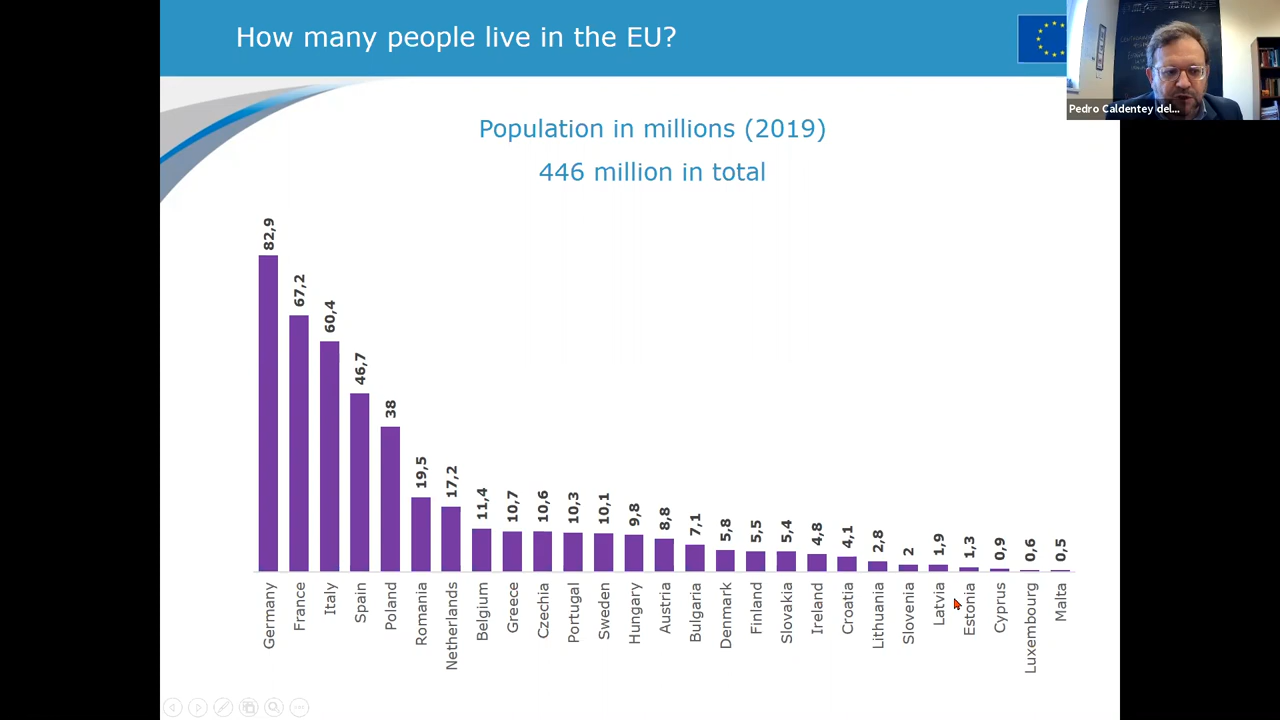 How many people live in the EU?
Pedro Caldentey del...
Population in millions (2019)
446 million in total
82,9
67,2
60,4
46,7
38
19,5
17,2
11,4
10,7
10,6
10,3
10,1
9,8
8,8
7,1
5,8
5,5
5,4
4,8
4,1
2,8
2
1,9
1,3
0,9
0,6
0,5
Germany
France
Italy
Spain
Poland
Romania
Netherlands
Belgium
Greece
Czechia
Portugal
Sweden
Hungary
Austria
Bulgaria
Denmark
Finland
Slovakia
Ireland
Croatia
Lithuania
Slovenia
Latvia
Estonia
Cyprus
Luxembourg
Malta